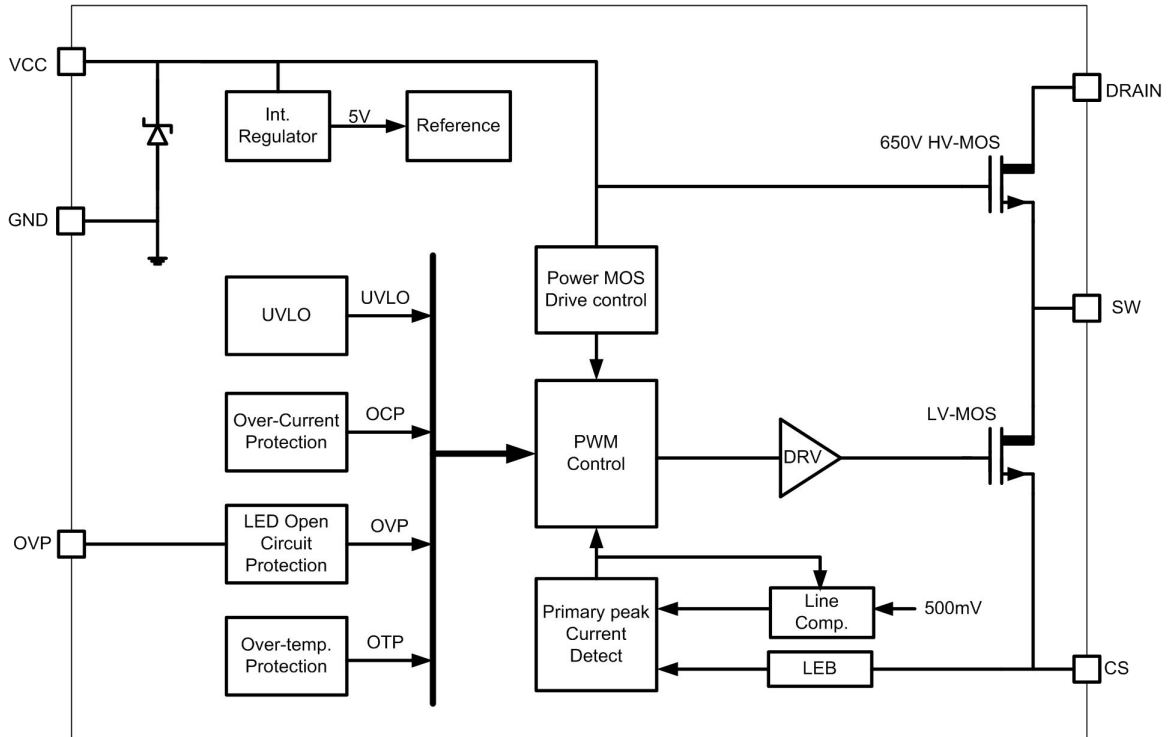 VCC
DRAIN
Int.
Regulator
5V
Reference
650V HV-MOS
GND
Power MOS
Drive control
UVLO
UVLO
SW
Over-Current
Protection
OCP
PWM
Control
DRV
LV-MOS
OVP
LED Open
Circuit
Protection
OVP
Primary peak
Current
Detect
Line
Comp.
500mV
Over-temp.
Protection
OTP
LEB
CS